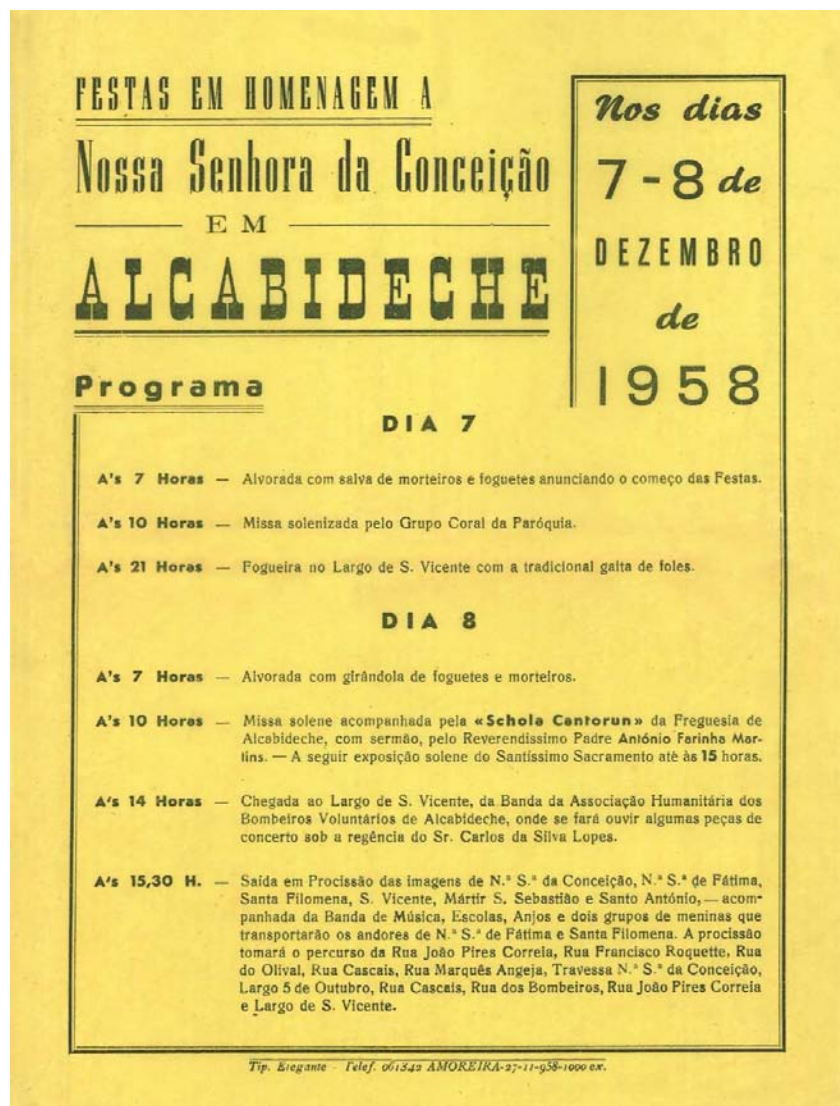 FESTAS EM HOMENAGEM A
Nossa Senhora da Conceição
EM
ALCABIDECHE
Nos dias
7-8 de
DEZEMBRO
de
1958
Programa
DIA 7
A's 7 Horas — Alvorada com salva de morteiros e foguetes anunciando o começo das Festas.
A's 10 Horas — Missa solenizada pelo Grupo Coral da Paróquia.
A's 21 Horas — Fogueira no Largo de S. Vicente com a tradicional gaita de foles.
DIA 8
A's 7 Horas — Alvorada com girândola de foguetes e morteiros.
A's 10 Horas — Missa solene acompanhada pela «Schola Cantorun» da Freguesia de
Alcabideche, com sermão, pelo Reverendissimo Padre António Farinha Mar-
tins. — A seguir exposição solene do Santíssimo Sacramento atè às 15 horas.
A's 14 Horas — Chegada ao Largo de S. Vicente, da Banda da Associação Humanitária dos
Bombeiros Voluntários de Alcabideche, onde se fará ouvir algumas peças de
concerto sob a regência do Sr. Carlos da Silva Lopes.
A's 15,30 H. — Saída em Procissão das imagens de N.ª S.ª da Conceição, N.ª S.ª de Fátima,
Santa Filomena, S. Vicente, Mártir S. Sebastião e Santo António, — acom-
panhada da Banda de Música, Escolas, Anjos e dois grupos de meninas que
transportarão os andores de N.ª S.ª de Fátima e Santa Filomena. A procissão
tomará o percurso da Rua João Pires Correia, Rua Francisco Roquette, Rua
do Olival, Rua Cascais, Rua Marquês Angeja, Travessa N.ª S.ª da Conceição,
Largo 5 de Outubro, Rua Cascais, Rua dos Bombeiros, Rua João Pires Correia
e Largo de S. Vicente.
Tip. Elegante - Telef. 061342 AMOREIRA-27-11-958-1000 ex.